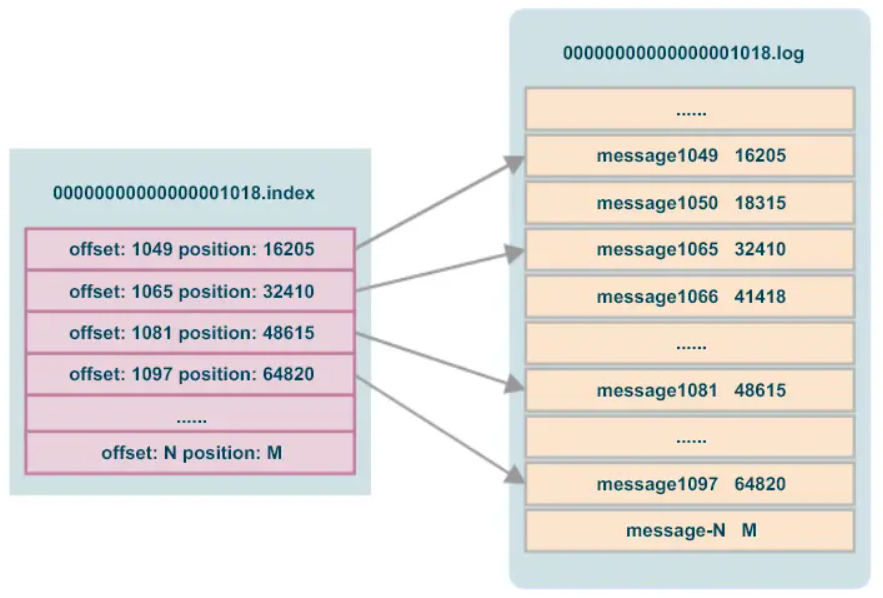 00000000000000001018.index
offset: 1049 position: 16205
offset: 1065 position: 32410
offset: 1081 position: 48615
offset: 1097 position: 64820
......
offset: N position: M
00000000000000001018.log
......
message1049 16205
message1050 18315
message1065 32410
message1066 41418
......
message1081 48615
......
message1097 64820
message-N M